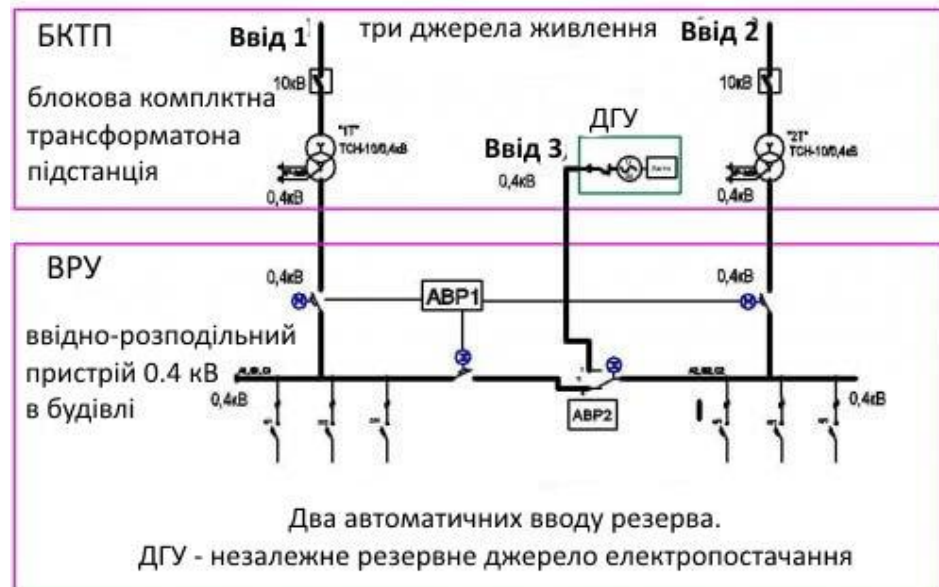 БКТП
Ввід 1
три джерела живлення
Ввід 2
10кВ
10кВ
блокова комплктна
трансформатона
підстанція
"1Т"
ТСН-10/0,4кВ
0,4кВ
Ввід 3
0,4кВ
ДГУ
"2Т"
ТСН-10/0,4кВ
0,4кВ
ВРУ
0,4кВ
АВР1
0,4кВ
ввідно-розподільний
пристрій 0.4 кВ
в будівлі
0,4кВ
АВР2
0,4кВ
Два автоматичних вводу резерва.
ДГУ - незалежне резервне джерело електропостачання